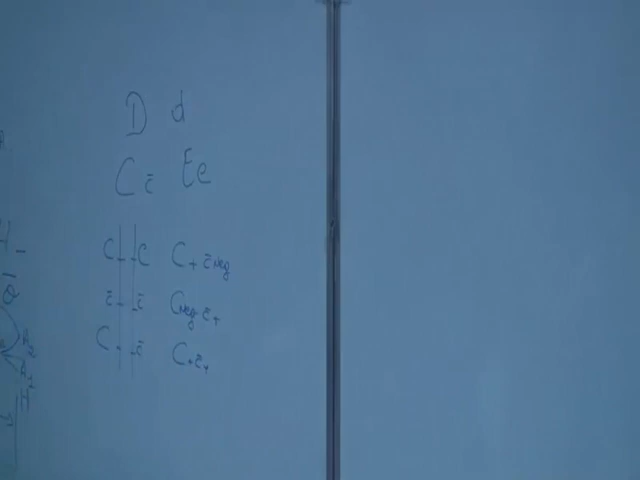 D d
C c̄ Ee
C C C+ c̄ neg
c̄ c̄ Cneg c̄+
C c̄ C+ c̄+